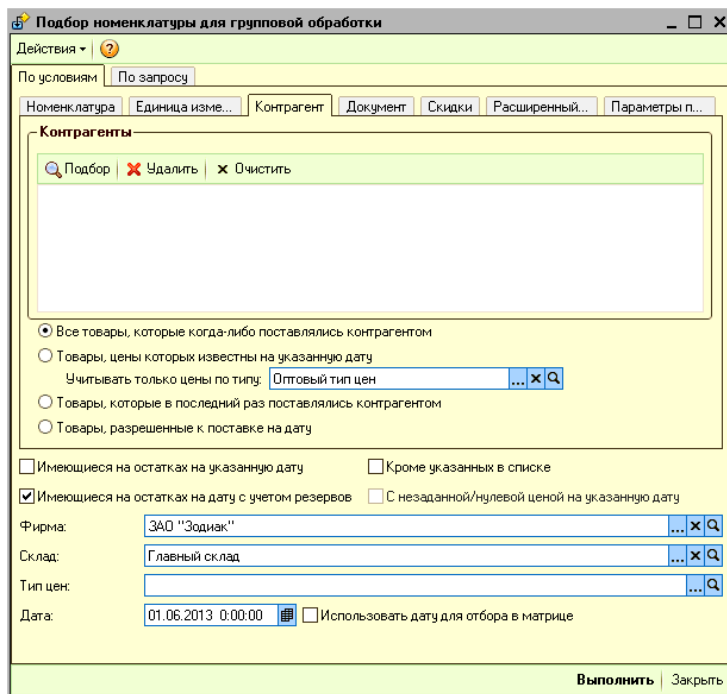 Подбор номенклатуры для групповой обработки
Действия
По условиям По запросу
Номенклатура Единица изме... Контрагент Документ Скидки Расширенный... Параметры п...
Контрагенты
Подбор Удалить Очистить
Все товары, которые когда-либо поставлялись контрагентом
Товары, цены которых известны на указанную дату
Учитывать только цены по типу: Оптовый тип цен
Товары, которые в последний раз поставлялись контрагентом
Товары, разрешенные к поставке на дату
Имеющиеся на остатках на указанную дату Кроме указанных в списке
Имеющиеся на остатках на дату с учетом резервов С незаданной/нулевой ценой на указанную дату
Фирма: ЗАО "Зодиак"
Склад: Главный склад
Тип цен:
Дата: 01.06.2013 0:00:00 Использовать дату для отбора в матрице
Выполнить Закрыть